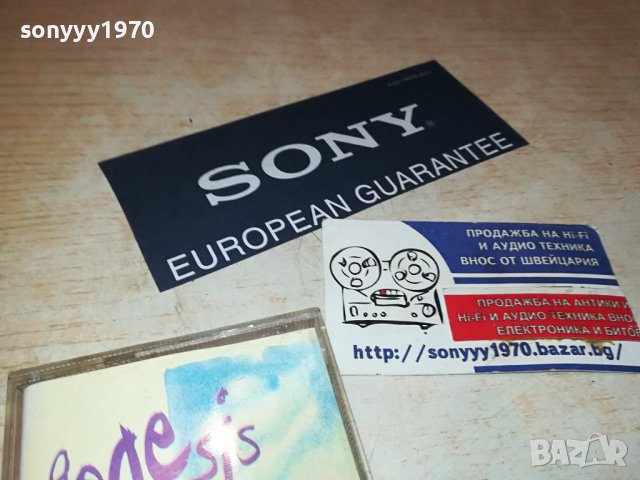 sonyyy1970
SONY
EUROPEAN GUARANTEE
ПРОДАЖБА НА Hi-Fi
И АУДИО ТЕХНИКА
ВНОС ОТ ШВЕЙЦАРИЯ
ПРОДАЖБА НА АНТИКИ И
Hi-Fi И АУДИО ТЕХНИКА ВНО
ЕЛЕКТРОНИКА И БИТОВ
http://sonyyy1970.bazar.bg/
Genesis
bazar